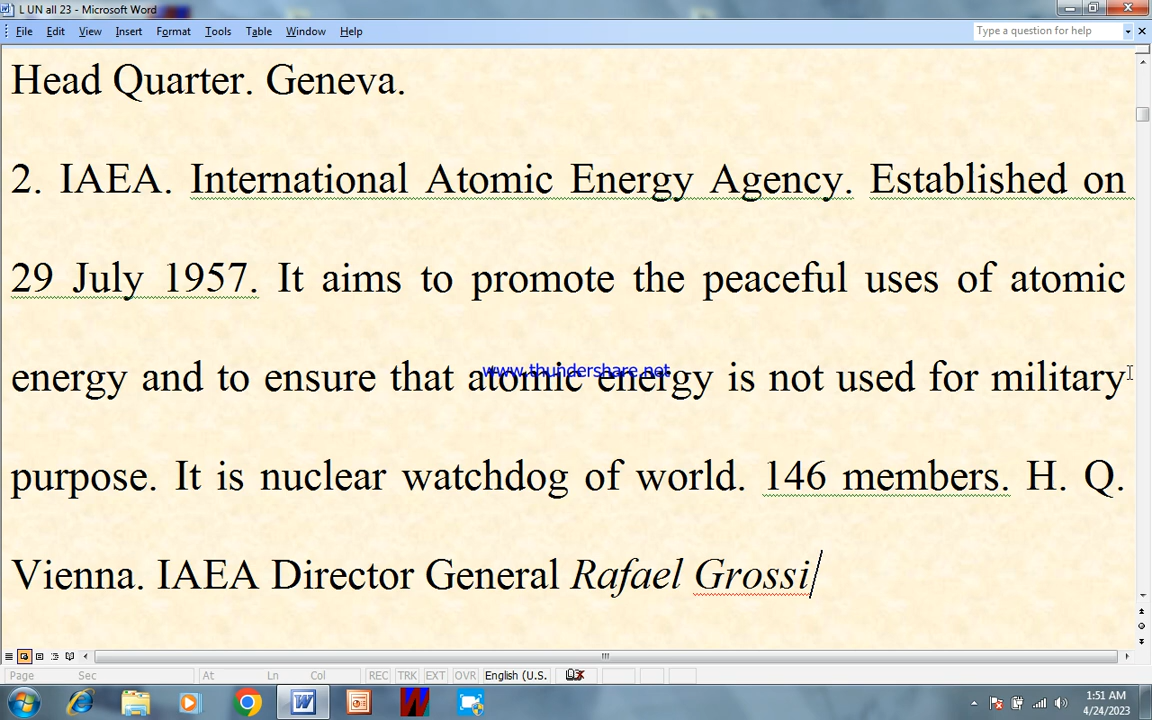 L UN all 23 - Microsoft Word
File Edit View Insert Format Tools Table Window Help
Type a question for help
Head Quarter. Geneva.
2. IAEA. International Atomic Energy Agency. Established on
29 July 1957. It aims to promote the peaceful uses of atomic
energy and to ensure that atomic energy is not used for military
www.thundershare.net
purpose. It is nuclear watchdog of world. 146 members. H. Q.
Vienna. IAEA Director General Rafael Grossi
Page Sec At Ln Col REC TRK EXT OVR English (U.S.
1:51 AM
4/24/2023